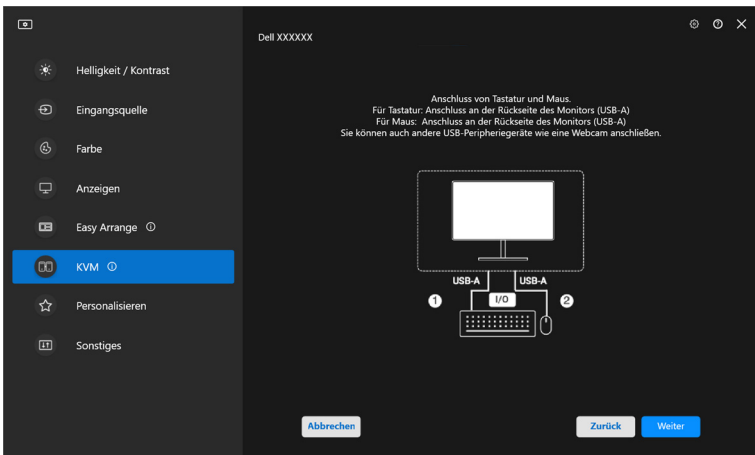 Dell XXXXXX
Helligkeit / Kontrast
Eingangsquelle
Farbe
Anzeigen
Easy Arrange
KVM
Personalisieren
Sonstiges
Anschluss von Tastatur und Maus.
Für Tastatur: Anschluss an der Rückseite des Monitors (USB-A)
Für Maus: Anschluss an der Rückseite des Monitors (USB-A)
Sie können auch andere USB-Peripheriegeräte wie eine Webcam anschließen.
USB-A USB-A
1 I/O 2
Abbrechen
Zurück
Weiter